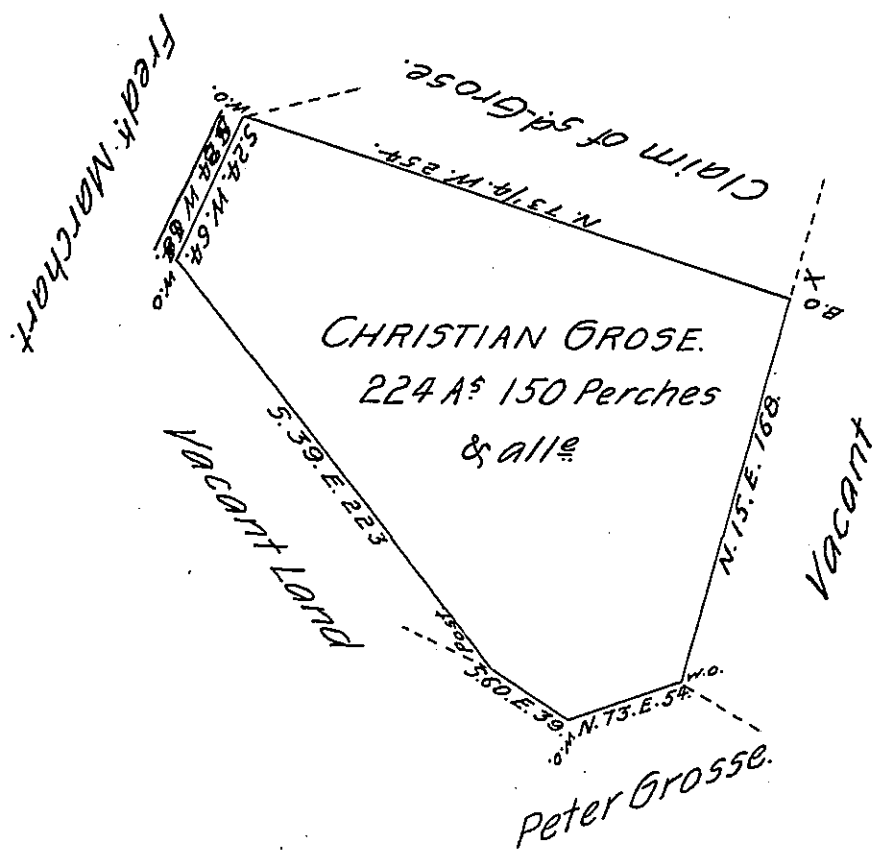 Fredk. Marchart.
Claim of sd. Grose.
W.O.
S. 24. W. 64.
N. 73 1/4. W. 254.
W.O
B.O
X
CHRISTIAN GROSE.
224 As 150 Perches
& alle
S. 39. E. 223
N. 15. E. 168.
Vacant
Vacant Land
Post
S. 60. E. 39.
W.O.
N. 73. E. 54.
W.O.
Peter Grosse.